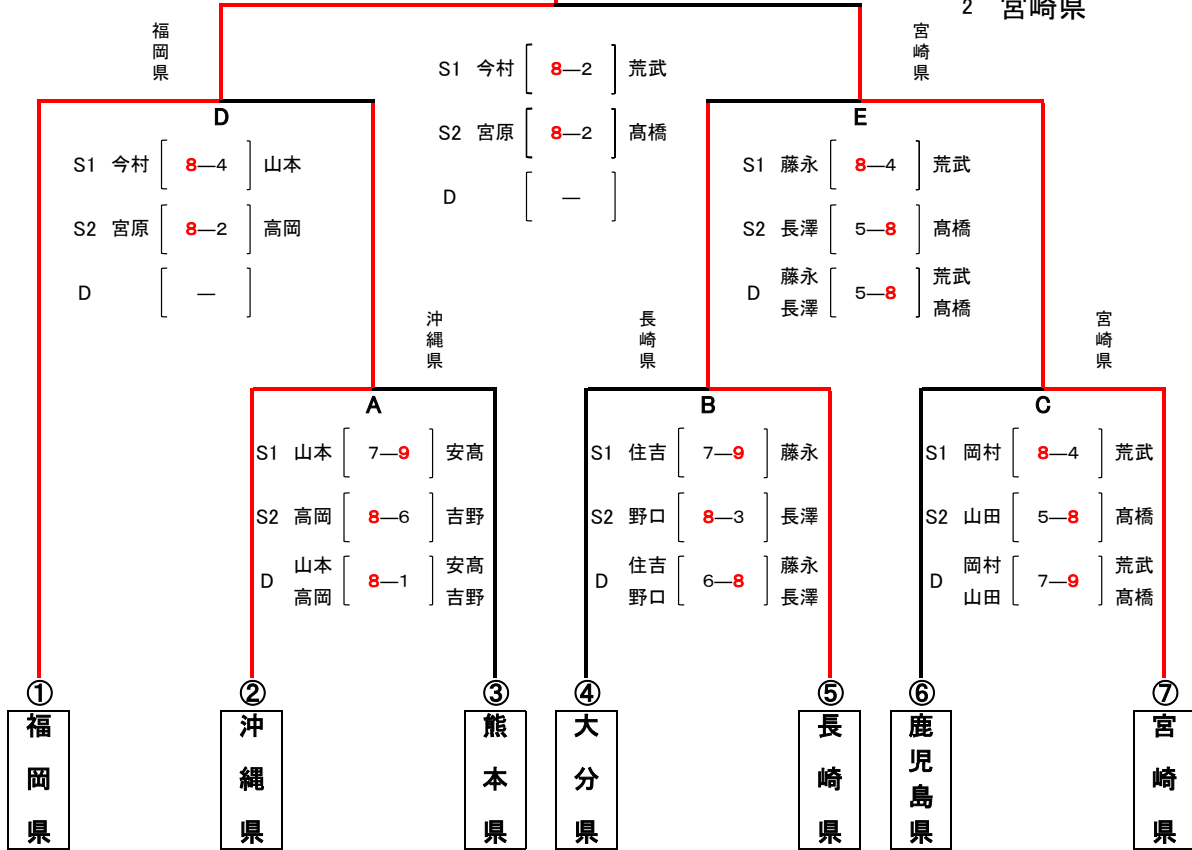 2 宮崎県
福岡県
宮崎県
S1 今村 8—2 荒武
S2 宮原 8—2 髙橋
D —
D
S1 今村 8—4 山本
S2 宮原 8—2 高岡
D —
E
S1 藤永 8—4 荒武
S2 長澤 5—8 髙橋
藤永 荒武
D 5—8
長澤 髙橋
沖縄県
長崎県
宮崎県
A
S1 山本 7—9 安髙
S2 高岡 8—6 吉野
山本 安髙
D 8—1
高岡 吉野
B
S1 住吉 7—9 藤永
S2 野口 8—3 長澤
住吉 藤永
D 6—8
野口 長澤
C
S1 岡村 8—4 荒武
S2 山田 5—8 髙橋
岡村 荒武
D 7—9
山田 髙橋
① ② ③ ④ ⑤ ⑥ ⑦
福岡県
沖縄県
熊本県
大分県
長崎県
鹿児島県
宮崎県